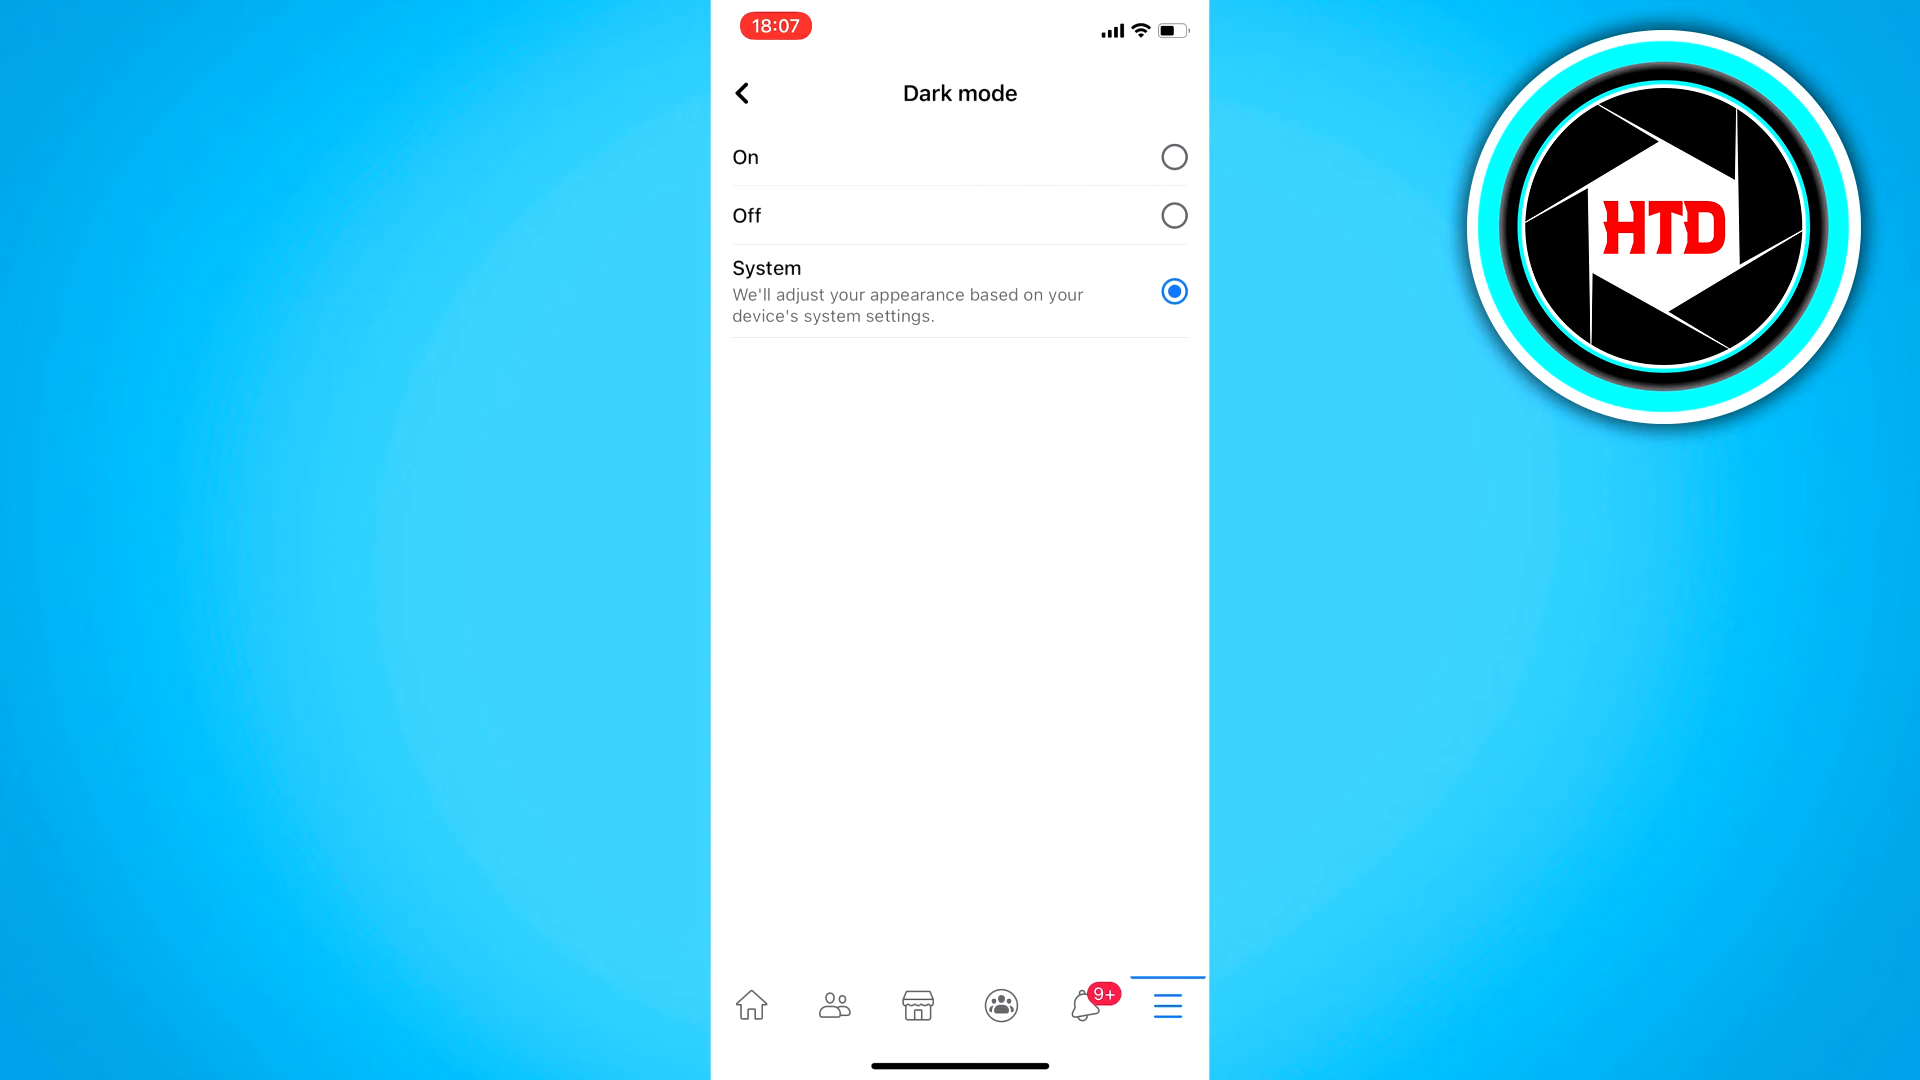 18:07
Dark mode
On
Off
System
We'll adjust your appearance based on your
device's system settings.
HTD
9+